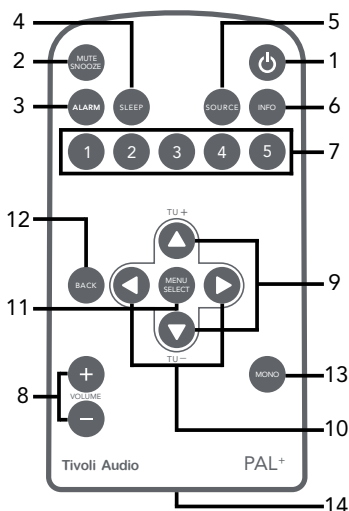 4
5
2
MUTE
SNOOZE
1
3
ALARM
SLEEP
SOURCE
INFO
6
1
2
3
4
5
7
TU +
12
BACK
MENU
SELECT
9
11
TU −
8
+
VOLUME
−
MONO
13
10
Tivoli Audio
PAL+
14